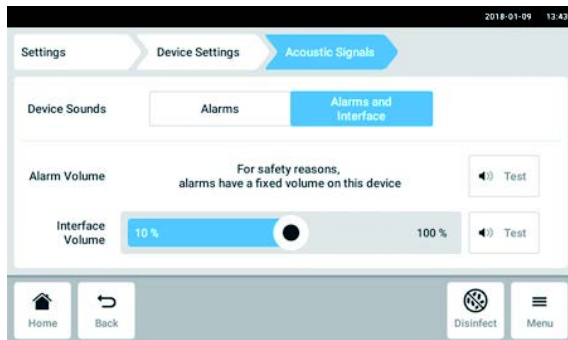 2018-01-09 13:43
Settings
Device Settings
Acoustic Signals
Device Sounds
Alarms
Alarms and
Interface
Alarm Volume
For safety reasons,
alarms have a fixed volume on this device
Test
Interface
Volume
10 %
100 %
Test
Home
Back
Disinfect
Menu